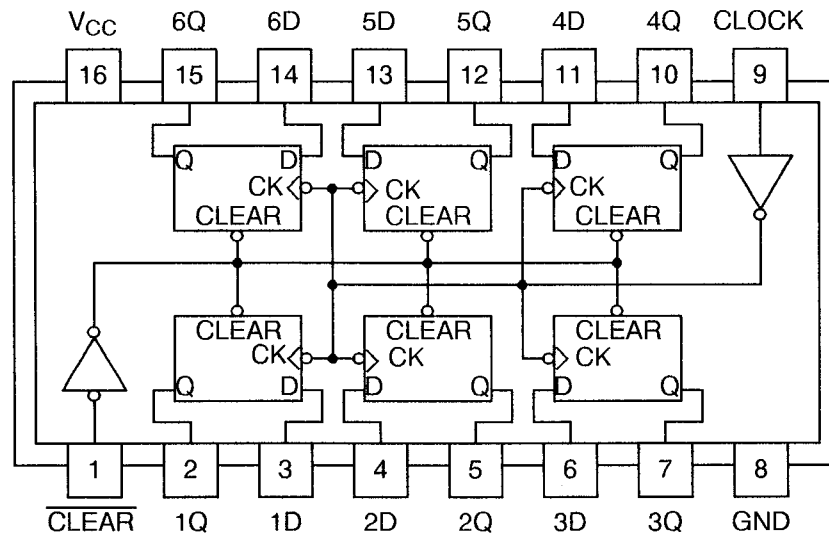 V_CC 6Q 6D 5D 5Q 4D 4Q CLOCK
16 15 14 13 12 11 10 9
Q D D Q D Q
CK CK CK
CLEAR CLEAR CLEAR
CLEAR CLEAR CLEAR
CK CK CK
Q D D Q D Q
1 2 3 4 5 6 7 8
CLEAR 1Q 1D 2D 2Q 3D 3Q GND